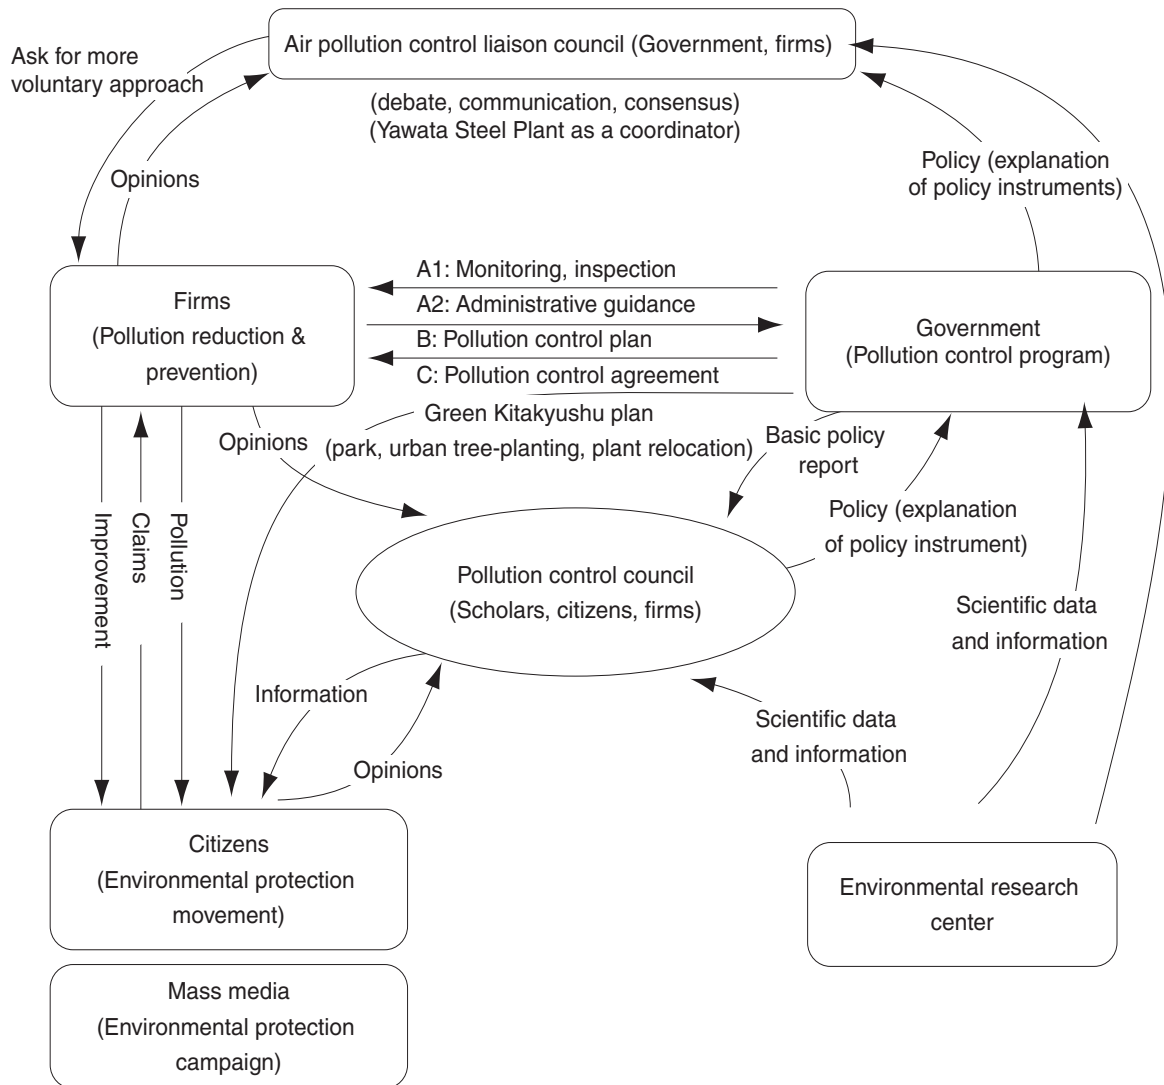 Air pollution control liaison council (Government, firms)
Ask for more
voluntary approach
(debate, communication, consensus)
(Yawata Steel Plant as a coordinator)
Opinions
Policy (explanation
of policy instruments)
A1: Monitoring, inspection
A2: Administrative guidance
B: Pollution control plan
C: Pollution control agreement
Firms
(Pollution reduction &
prevention)
Government
(Pollution control program)
Green Kitakyushu plan
(park, urban tree-planting, plant relocation)
Opinions
Basic policy
report
Policy (explanation
of policy instrument)
Improvement
Claims
Pollution
Pollution control council
(Scholars, citizens, firms)
Scientific data
and information
Information
Opinions
Scientific data
and information
Citizens
(Environmental protection
movement)
Environmental research
center
Mass media
(Environmental protection
campaign)